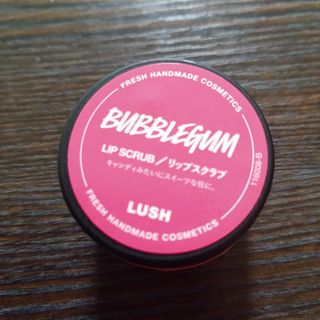 FRESH HANDMADE COSMETICS
BUBBLEGUM
LIP SCRUB／リップスクラブ
キャンディみたいにスイーツな唇に。
LUSH
FRESH HANDMADE COSMETICS
116008-B